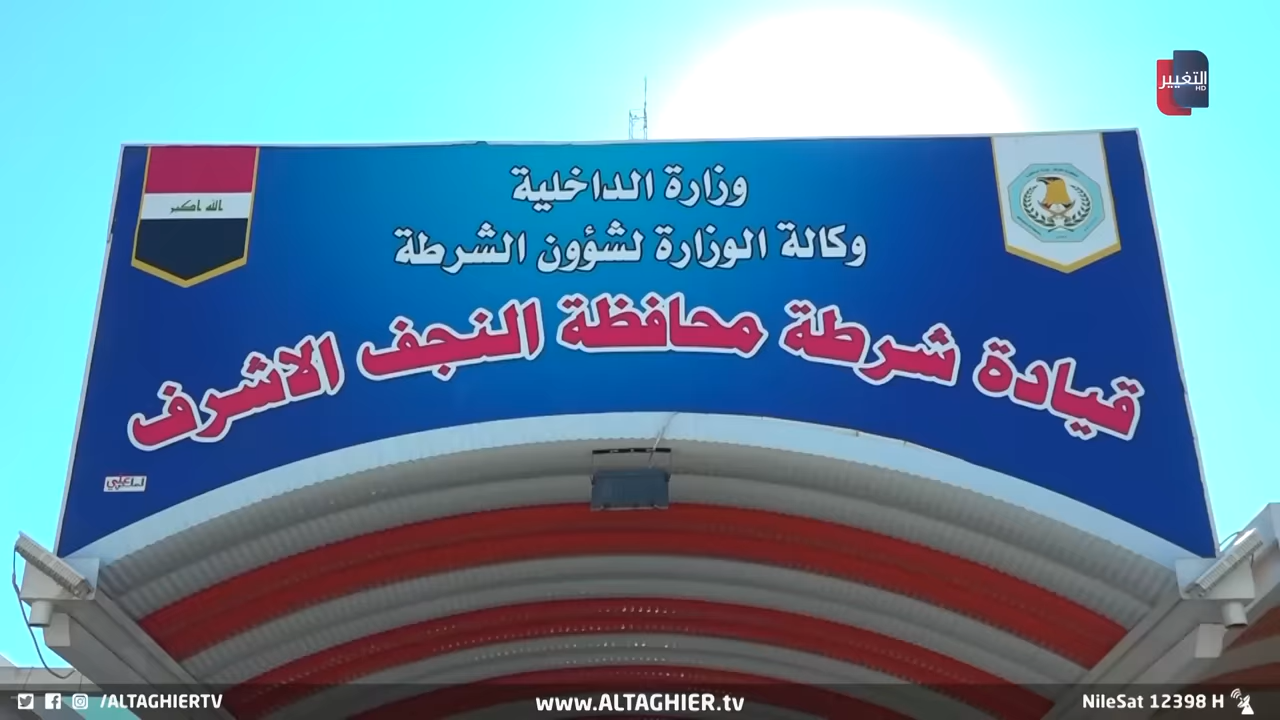 التغيير
HD
وزارة الداخلية
وكالة الوزارة لشؤون الشرطة
قيادة شرطة محافظة النجف الاشرف
الله اكبر
/ALTAGHIERTV
www.ALTAGHIER.tv
NileSat 12398 H